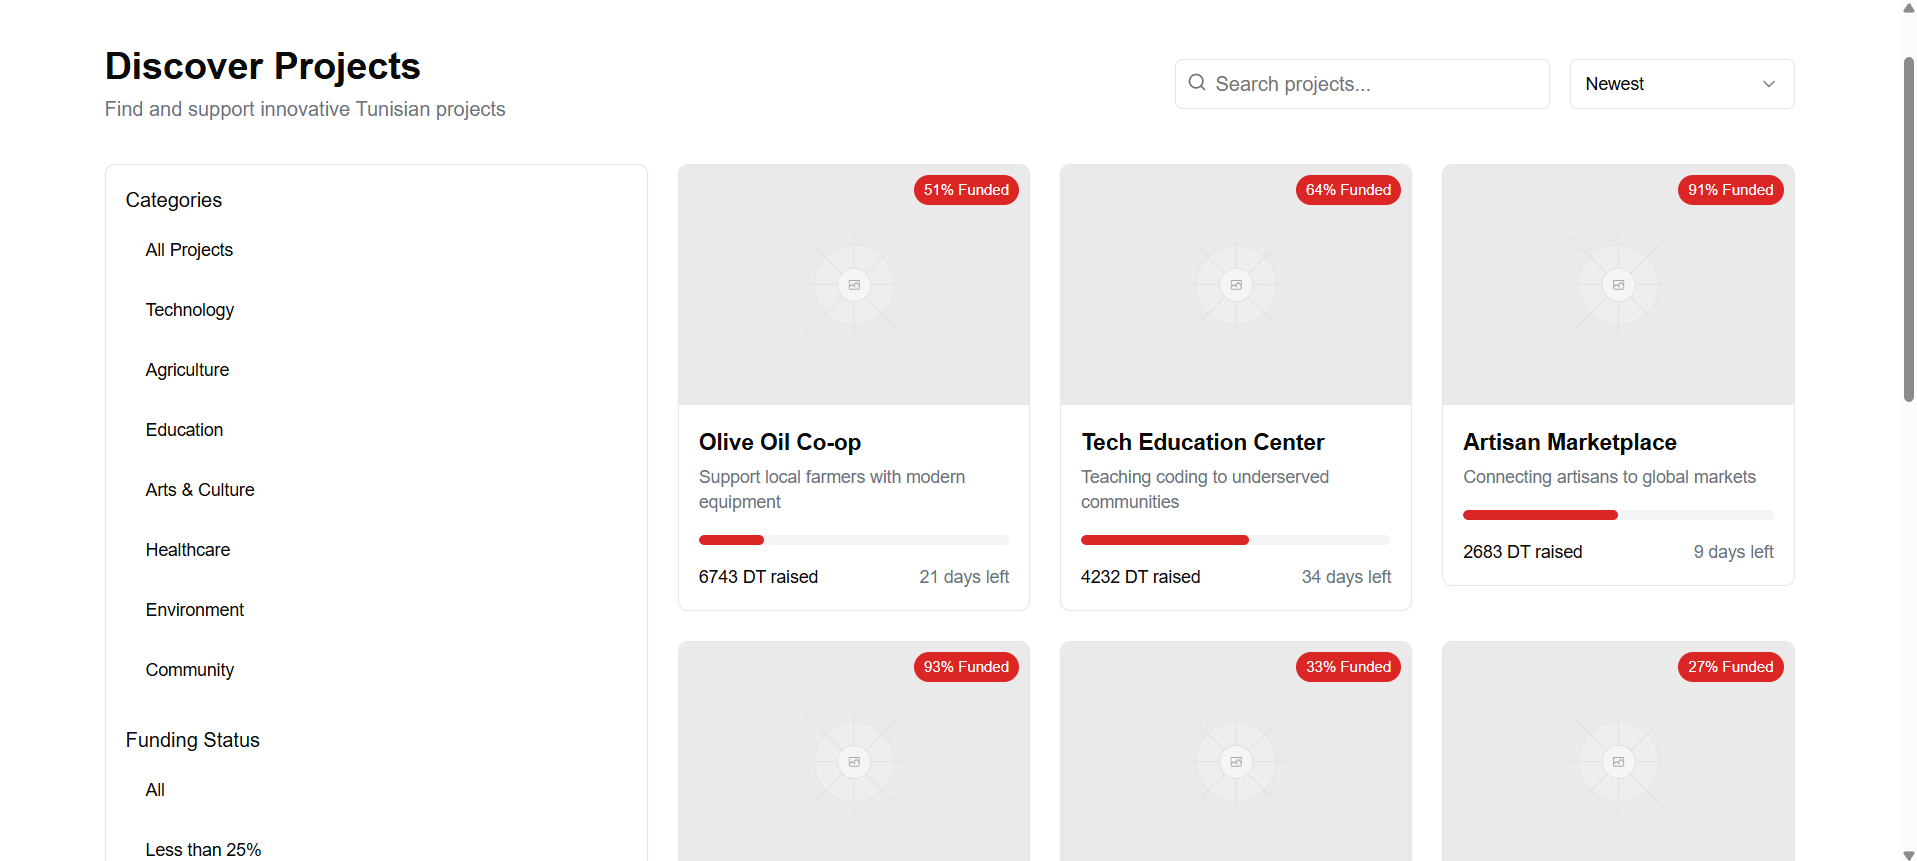 Discover Projects
Find and support innovative Tunisian projects
Search projects...
Newest
Categories
All Projects
Technology
Agriculture
Education
Arts & Culture
Healthcare
Environment
Community
Funding Status
All
Less than 25%
51% Funded
Olive Oil Co-op
Support local farmers with modern
equipment
6743 DT raised
21 days left
64% Funded
Tech Education Center
Teaching coding to underserved
communities
4232 DT raised
34 days left
91% Funded
Artisan Marketplace
Connecting artisans to global markets
2683 DT raised
9 days left
93% Funded
33% Funded
27% Funded